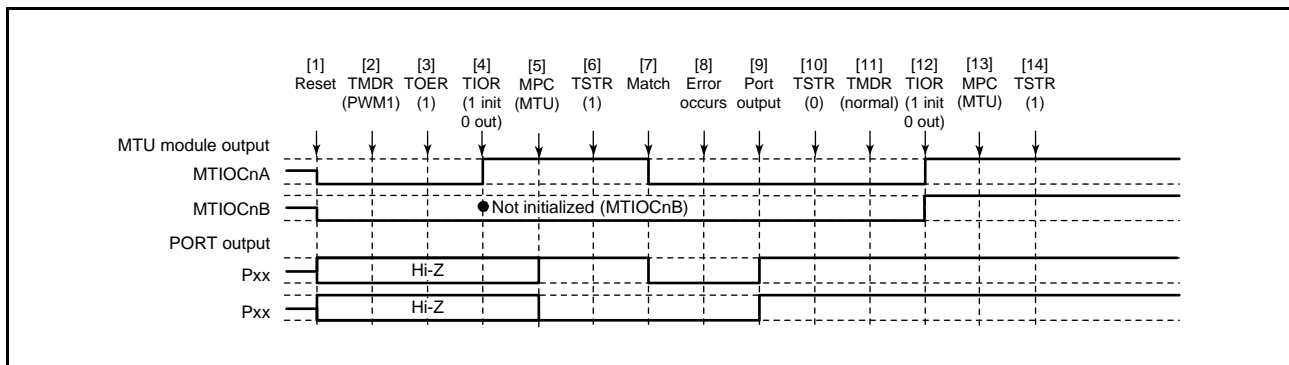 [1] [2] [3] [4] [5] [6] [7] [8] [9] [10] [11] [12] [13] [14]
Reset TMDR TOER TIOR MPC TSTR Match Error Port TSTR TMDR TIOR MPC TSTR
(PWM1) (1) (1 init (MTU) (1) occurs output (0) (normal) (1 init (MTU) (1)
0 out) 0 out)
MTU module output
MTIOCnA
MTIOCnB Not initialized (MTIOCnB)
PORT output
Pxx Hi-Z
Pxx Hi-Z